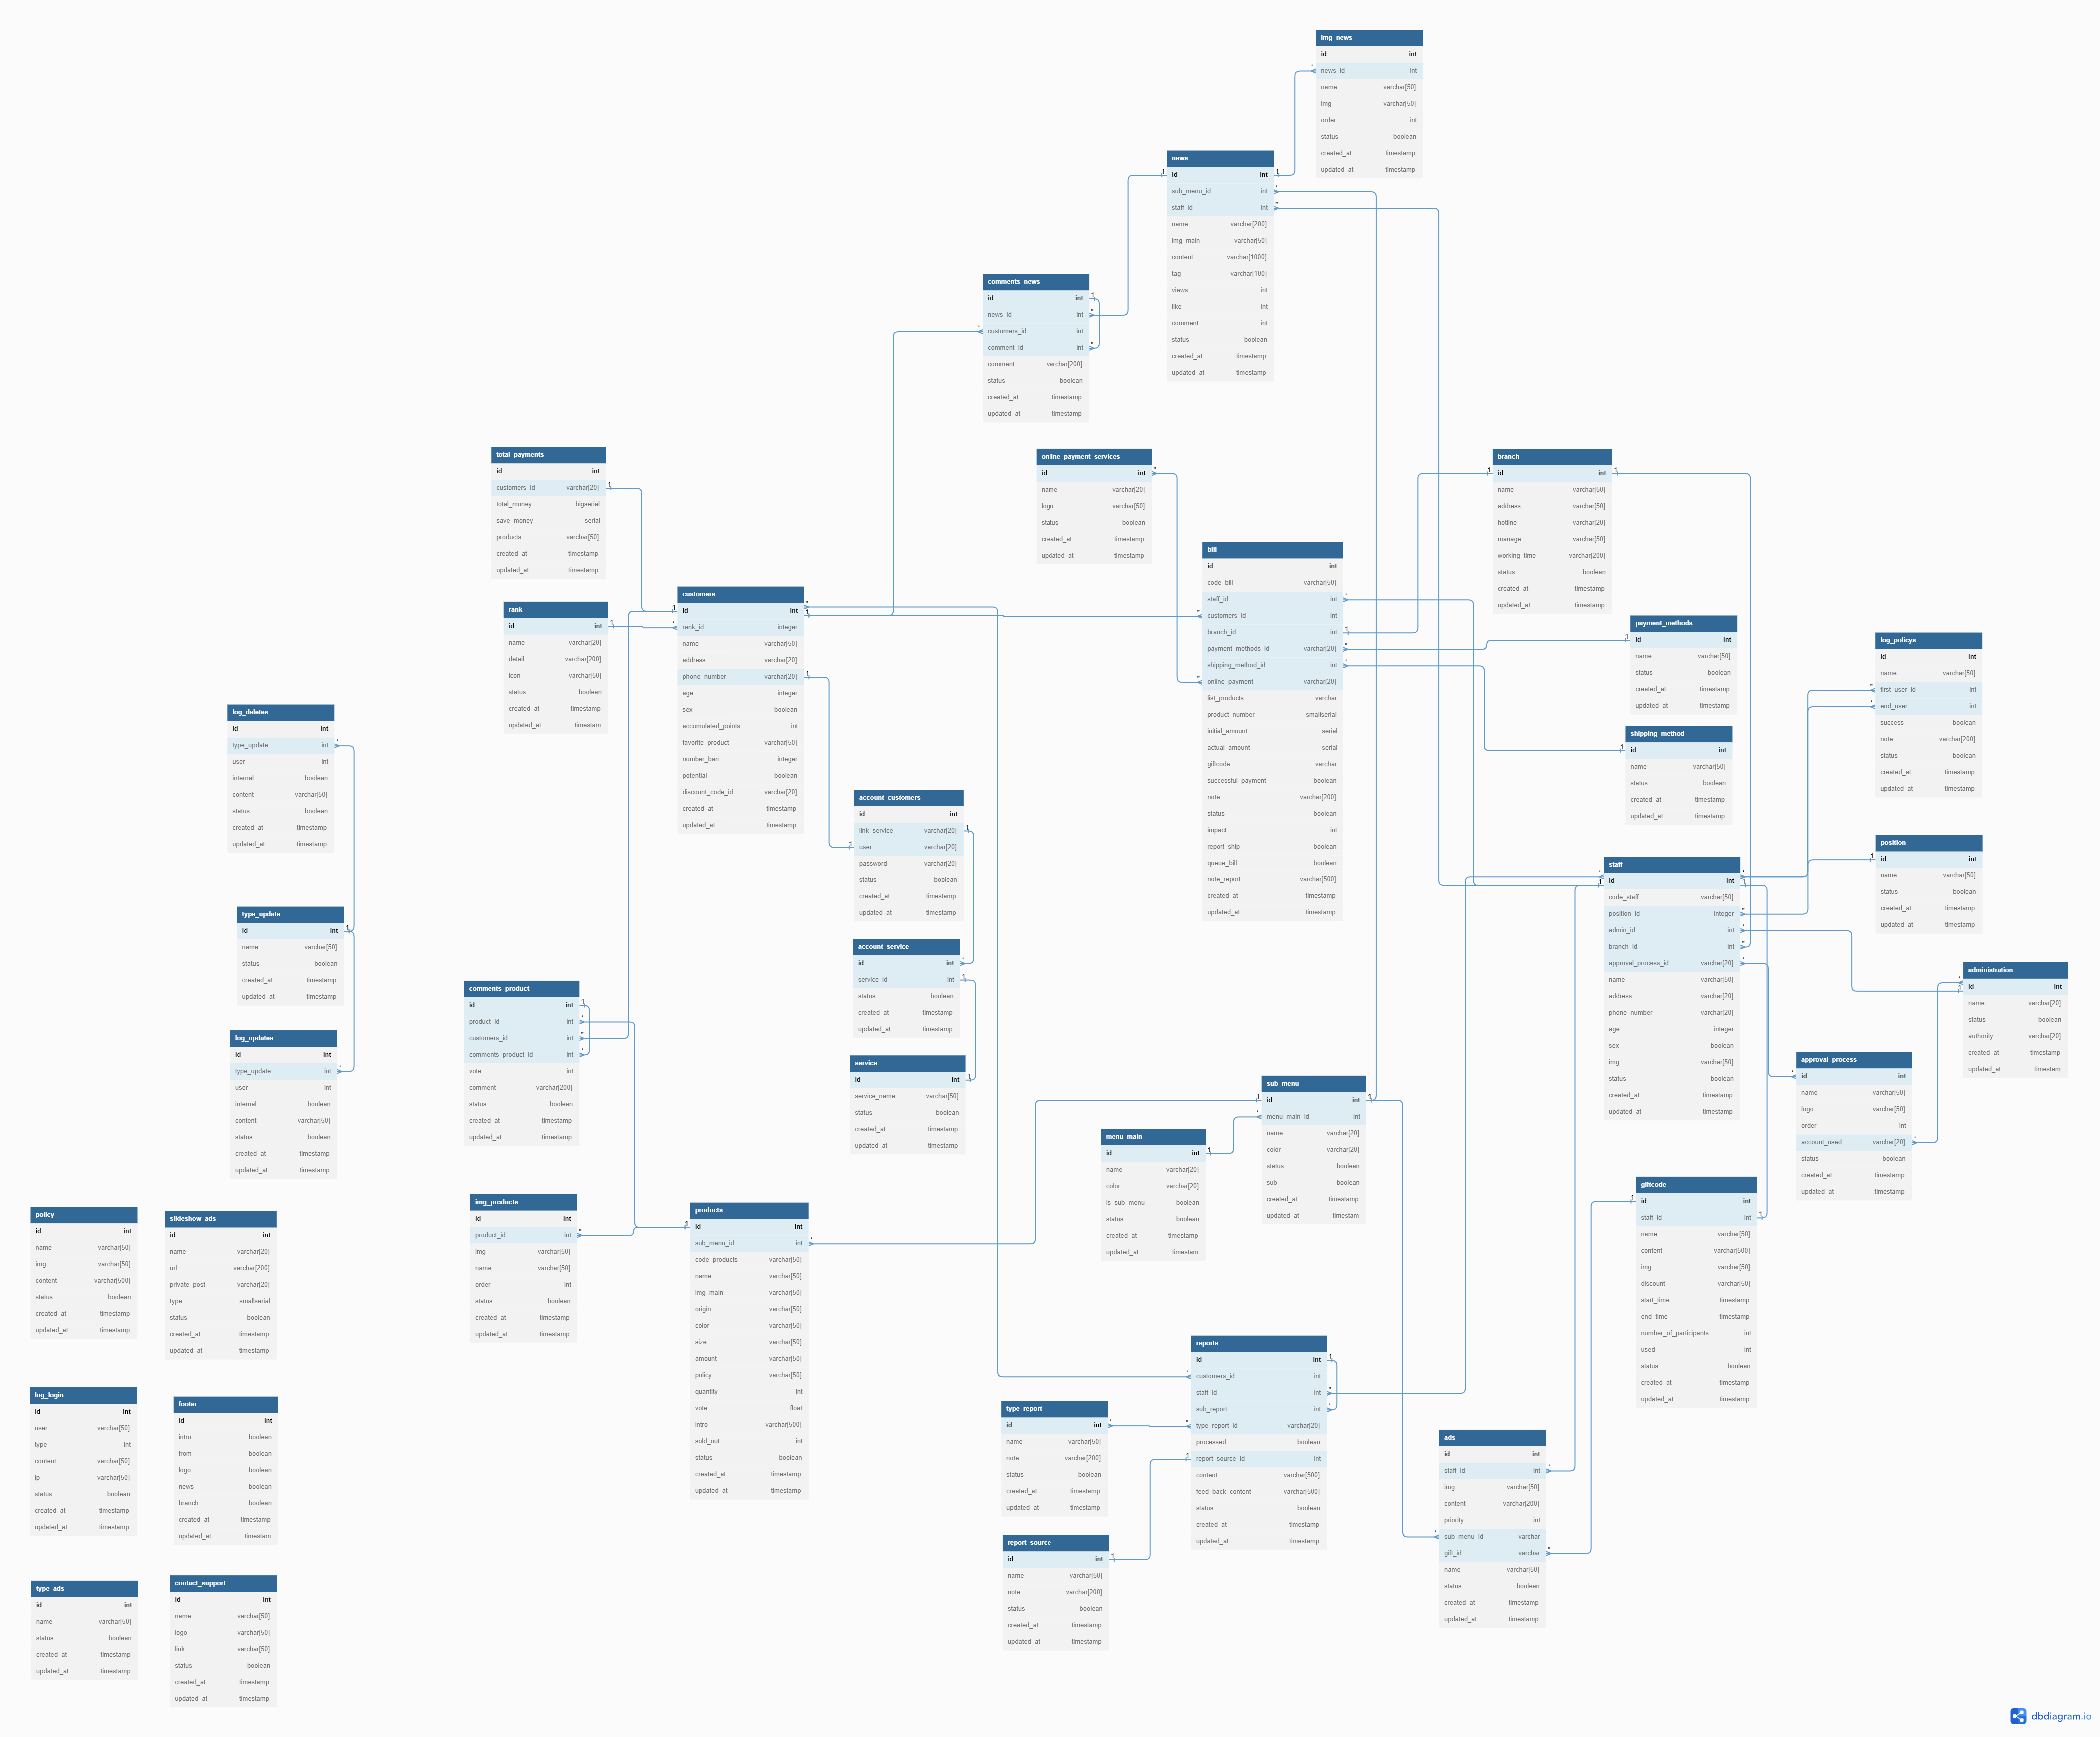 img_news
id int
news_id int
name varchar[50]
img varchar[50]
order int
status boolean
created_at timestamp
updated_at timestamp
news
1
id int
sub_menu_id int
staff_id int
name varchar[200]
img_main varchar[50]
content varchar[1000]
tag varchar[100]
views int
like int
comment int
status boolean
created_at timestamp
updated_at timestamp
comments_news
id int
news_id int
customers_id int
comment_id int
comment varchar[200]
status boolean
created_at timestamp
updated_at timestamp
total_payments
id int
customers_id varchar[20]
total_money bigserial
save_money serial
products varchar[50]
created_at timestamp
updated_at timestamp
online_payment_services
id int
name varchar[20]
logo varchar[50]
status boolean
created_at timestamp
updated_at timestamp
branch
id int
name varchar[50]
address varchar[50]
hotline varchar[20]
manage varchar[50]
working_time varchar[200]
status boolean
created_at timestamp
updated_at timestamp
bill
id int
code_bill varchar[50]
staff_id int
customers_id int
branch_id int
payment_methods_id varchar[20]
shipping_method_id int
online_payment varchar[20]
list_products varchar
product_number smallserial
initial_amount serial
actual_amount serial
giftcode varchar
successful_payment boolean
note varchar[200]
status boolean
impact int
report_ship boolean
queue_bill boolean
note_report varchar[500]
created_at timestamp
updated_at timestamp
customers
id int
rank_id integer
name varchar[50]
address varchar[20]
phone_number varchar[20]
age integer
sex boolean
accumulated_points int
favorite_product varchar[50]
number_ban integer
potential boolean
discount_code_id varchar[20]
created_at timestamp
updated_at timestamp
rank
id int
name varchar[20]
detail varchar[200]
icon varchar[50]
status boolean
created_at timestamp
updated_at timestam
payment_methods
id int
name varchar[50]
status boolean
created_at timestamp
updated_at timestamp
log_policys
id int
name varchar[50]
first_user_id int
end_user int
success boolean
note varchar[200]
status boolean
created_at timestamp
updated_at timestamp
log_deletes
id int
type_update int
user int
internal boolean
content varchar[50]
status boolean
created_at timestamp
updated_at timestamp
shipping_method
id int
name varchar[50]
status boolean
created_at timestamp
updated_at timestamp
account_customers
id int
link_service varchar[20]
user varchar[20]
password varchar[20]
status boolean
created_at timestamp
updated_at timestamp
position
id int
name varchar[50]
status boolean
created_at timestamp
updated_at timestamp
staff
id int
code_staff varchar[50]
position_id integer
admin_id int
branch_id int
approval_process_id varchar[20]
name varchar[50]
address varchar[20]
phone_number varchar[20]
age integer
sex boolean
img varchar[50]
status boolean
created_at timestamp
updated_at timestamp
type_update
id int
name varchar[50]
status boolean
created_at timestamp
updated_at timestamp
account_service
id int
service_id int
status boolean
created_at timestamp
updated_at timestamp
administration
id int
name varchar[20]
status boolean
authority varchar[20]
created_at timestamp
updated_at timestam
comments_product
id int
product_id int
customers_id int
comments_product_id int
vote int
comment varchar[200]
status boolean
created_at timestamp
updated_at timestamp
log_updates
id int
type_update int
user int
internal boolean
content varchar[50]
status boolean
created_at timestamp
updated_at timestamp
service
id int
service_name varchar[50]
status boolean
created_at timestamp
updated_at timestamp
approval_process
id int
name varchar[50]
logo varchar[50]
order int
account_used varchar[20]
status boolean
created_at timestamp
updated_at timestamp
sub_menu
id int
menu_main_id int
name varchar[20]
color varchar[20]
status boolean
sub boolean
created_at timestamp
updated_at timestam
menu_main
id int
name varchar[20]
color varchar[20]
is_sub_menu boolean
status boolean
created_at timestamp
updated_at timestam
giftcode
id int
staff_id int
name varchar[50]
content varchar[500]
img varchar[50]
discount varchar[50]
start_time timestamp
end_time timestamp
number_of_participants int
used int
status boolean
created_at timestamp
updated_at timestamp
img_products
id int
product_id int
img varchar[50]
name varchar[50]
order int
status boolean
created_at timestamp
updated_at timestamp
products
id int
sub_menu_id int
code_products varchar[50]
name varchar[50]
img_main varchar[50]
origin varchar[50]
color varchar[50]
size varchar[50]
amount varchar[50]
policy varchar[50]
quantity int
vote float
intro varchar[500]
sold_out int
status boolean
created_at timestamp
updated_at timestamp
policy
id int
name varchar[50]
img varchar[50]
content varchar[500]
status boolean
created_at timestamp
updated_at timestamp
slideshow_ads
id int
name varchar[20]
url varchar[200]
private_post varchar[20]
type smallserial
status boolean
created_at timestamp
updated_at timestamp
reports
id int
customers_id int
staff_id int
sub_report int
type_report_id varchar[20]
processed boolean
report_source_id int
content varchar[500]
feed_back_content varchar[500]
status boolean
created_at timestamp
updated_at timestamp
log_login
id int
user varchar[50]
type int
content varchar[50]
ip varchar[50]
status boolean
created_at timestamp
updated_at timestamp
footer
id int
intro boolean
from boolean
logo boolean
news boolean
branch boolean
created_at timestamp
updated_at timestam
type_report
id int
name varchar[50]
note varchar[200]
status boolean
created_at timestamp
updated_at timestamp
ads
id int
staff_id int
img varchar[50]
content varchar[200]
priority int
sub_menu_id varchar
gift_id varchar
name varchar[50]
status boolean
created_at timestamp
updated_at timestamp
report_source
id int
name varchar[50]
note varchar[200]
status boolean
created_at timestamp
updated_at timestamp
type_ads
id int
name varchar[50]
status boolean
created_at timestamp
updated_at timestamp
contact_support
id int
name varchar[50]
logo varchar[50]
link varchar[50]
status boolean
created_at timestamp
updated_at timestamp
dbdiagram.io